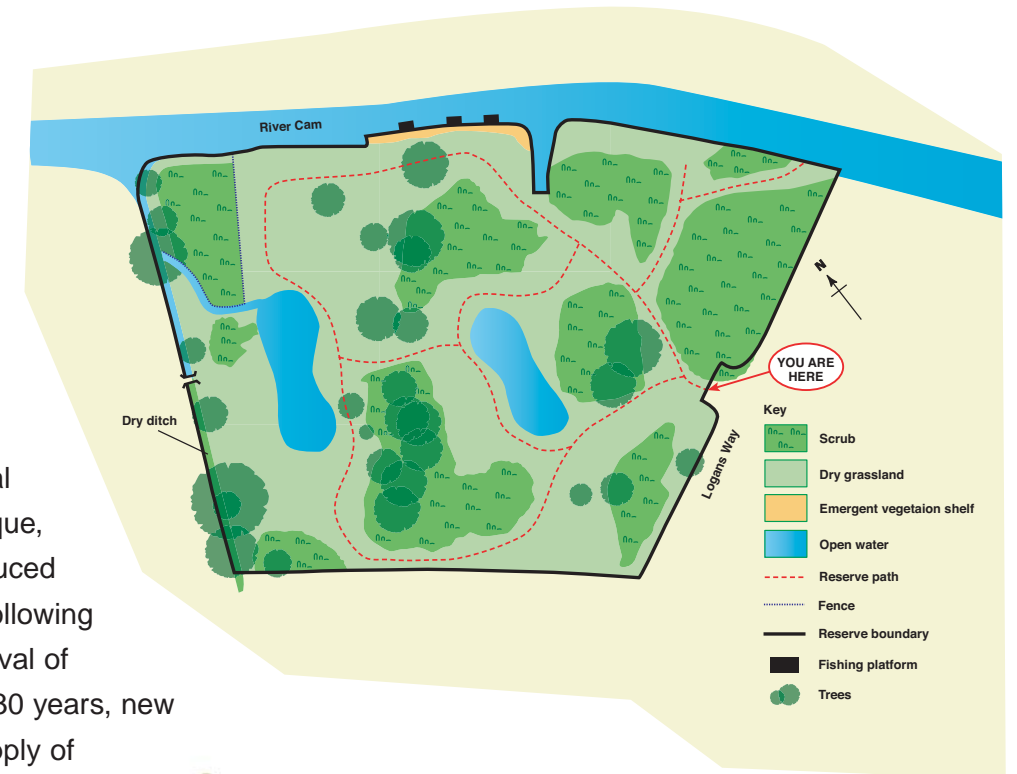 River Cam
N
YOU ARE
HERE
Logans Way
Dry ditch
Key
Scrub
Dry grassland
Emergent vegetaion shelf
Open water
Reserve path
Fence
Reserve boundary
Fishing platform
Trees
al
que,
uced
ollowing
val of
30 years, new
pply of